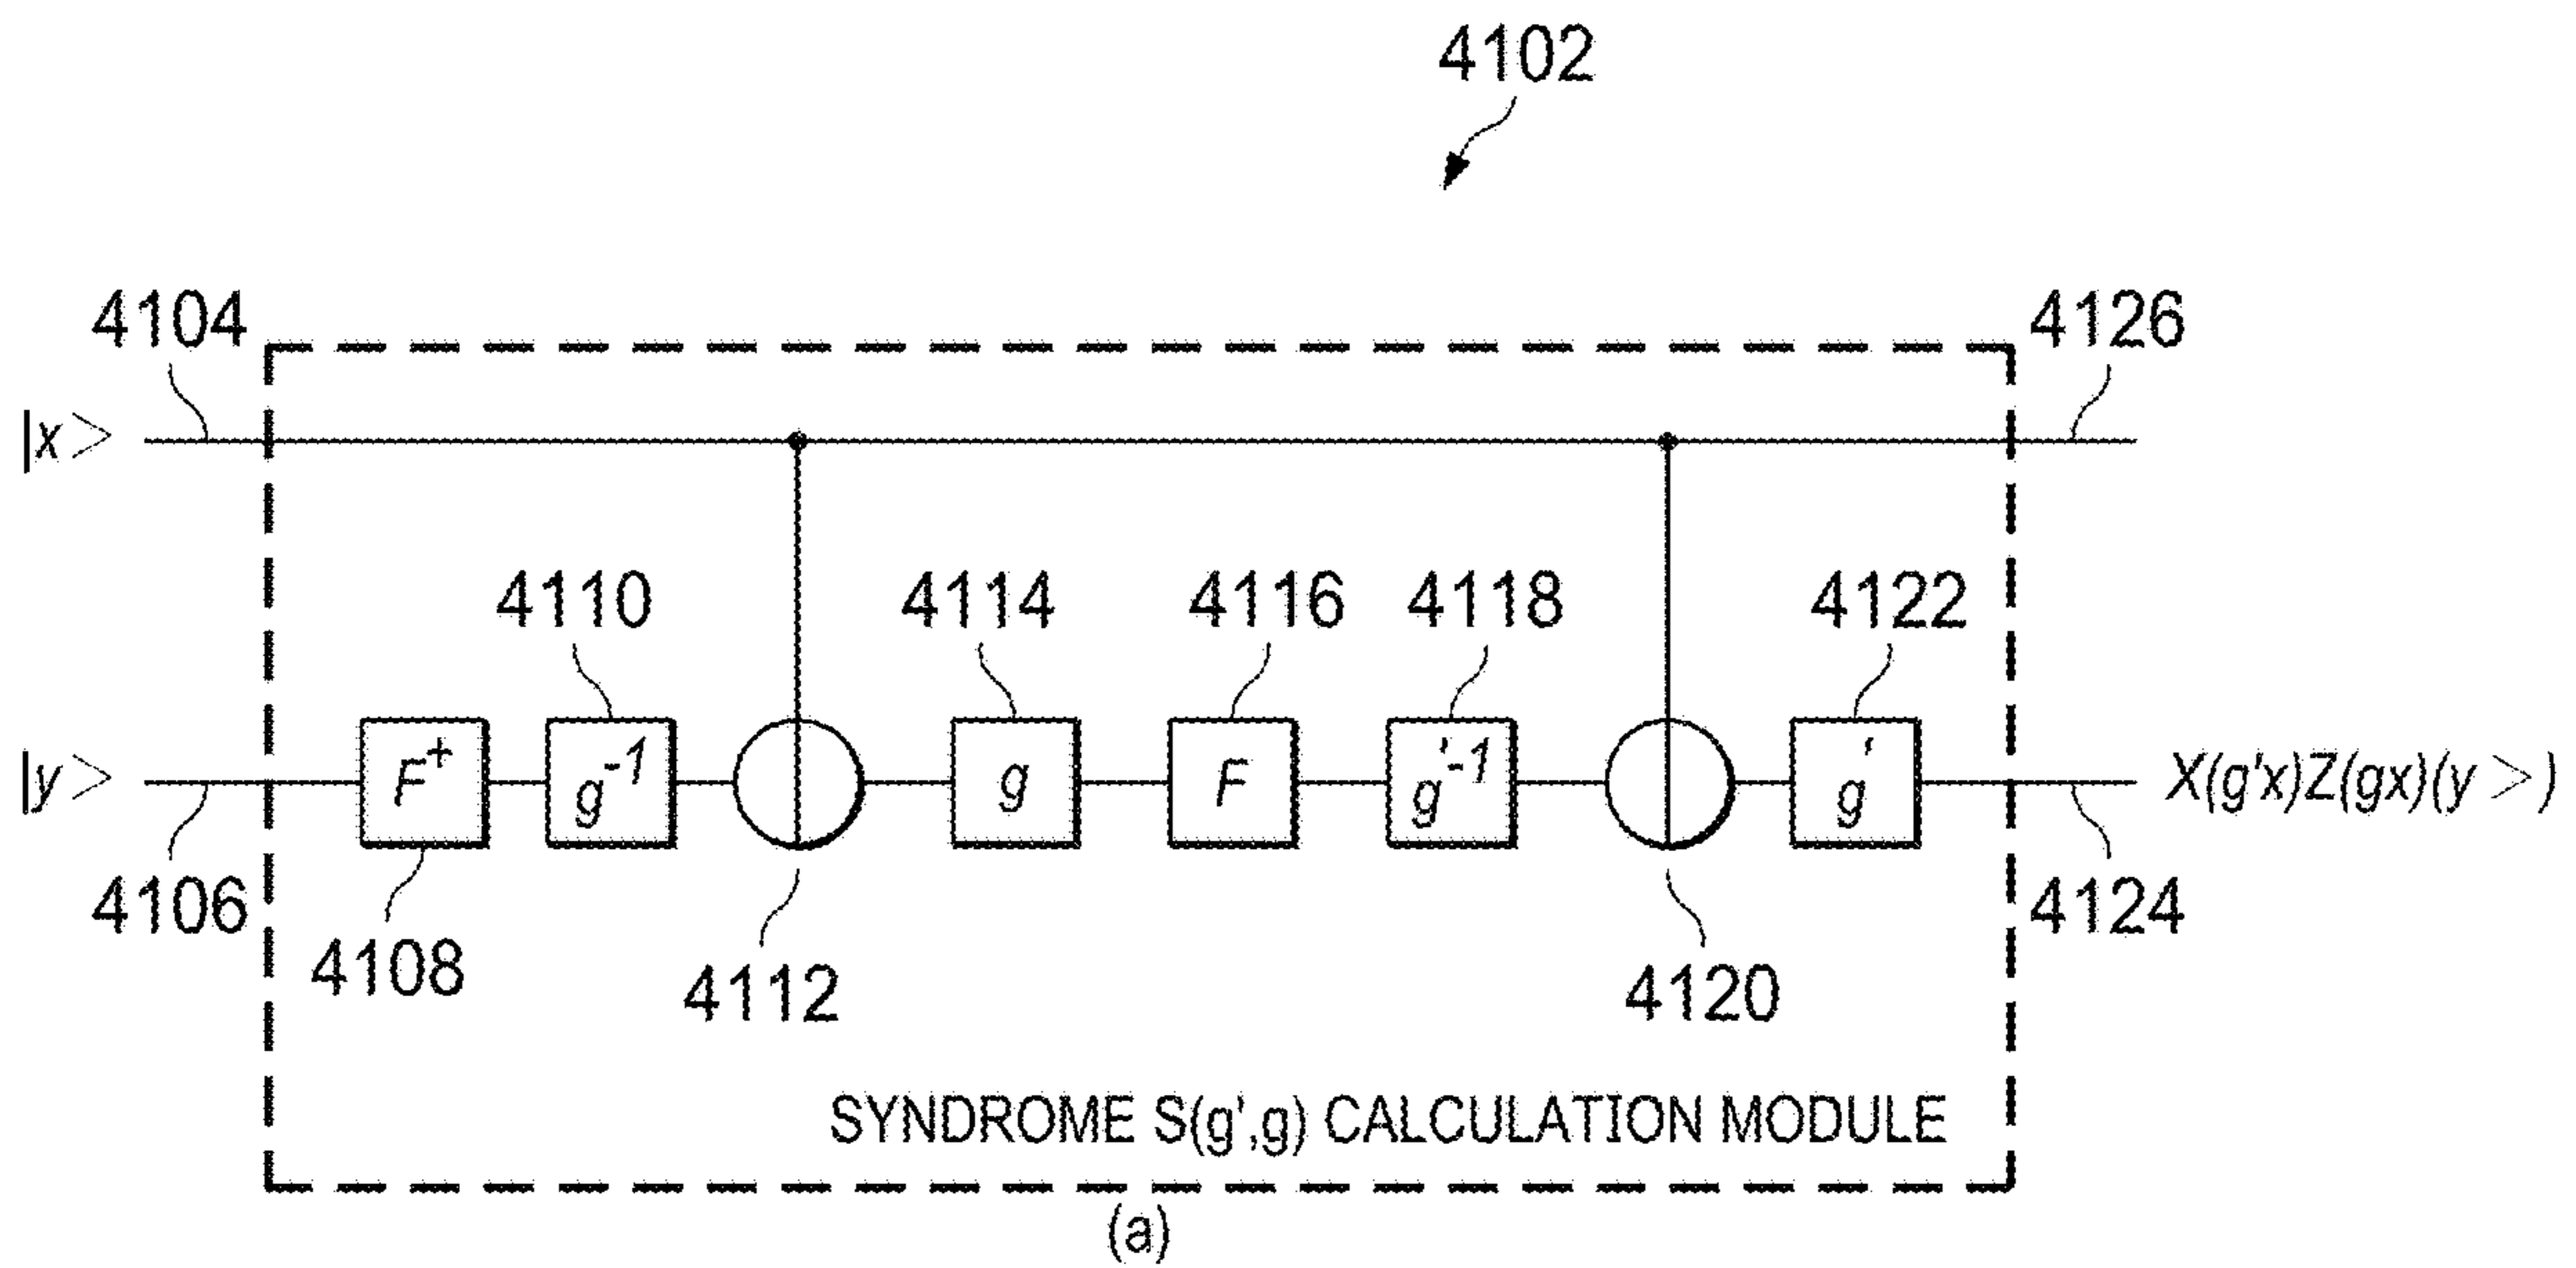 4102
4104
4126
|x>
4110
4114
4116
4118
4122
|y>
F+
g-1
g
F
g'-1
g'
X(g'x)Z(gx)(y>)
4106
4108
4112
4120
4124
SYNDROME S(g',g) CALCULATION MODULE
(a)